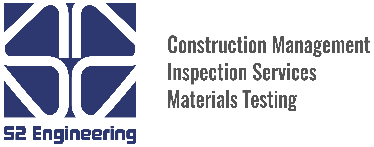 S2 Engineering
Construction Management
Inspection Services
Materials Testing